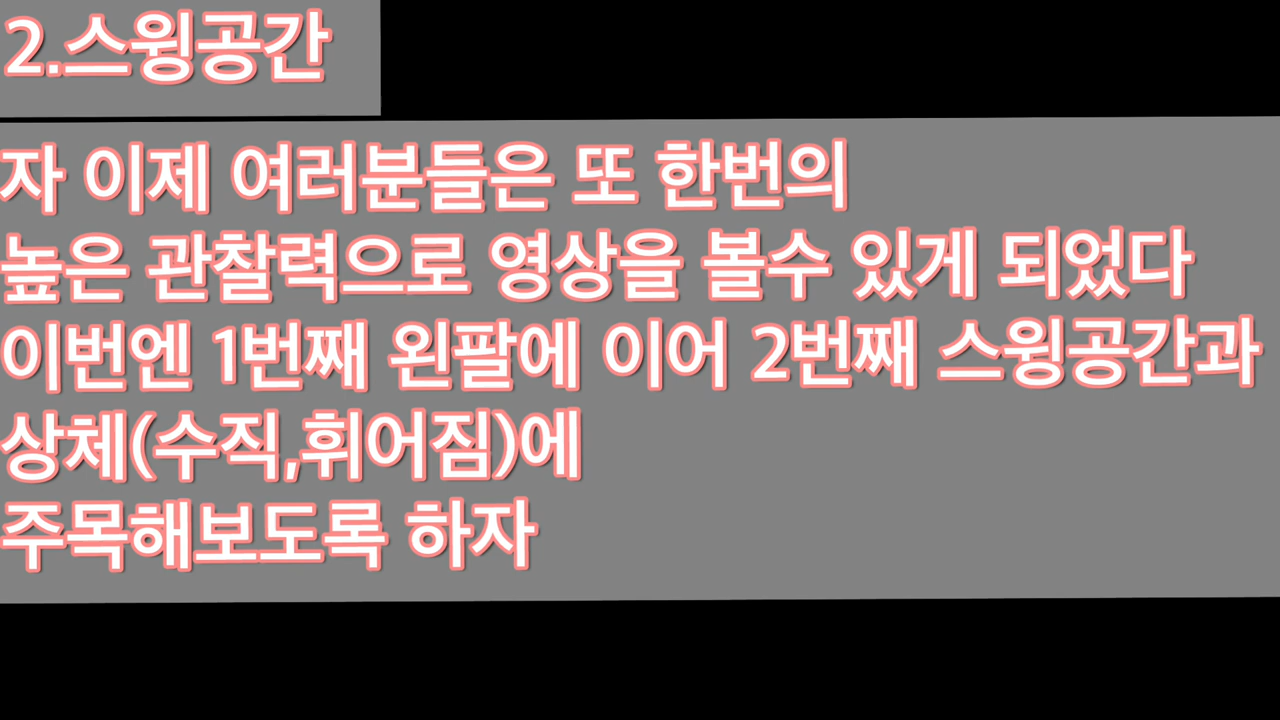 2.스윙공간
자 이제 여러분들은 또 한번의
높은 관찰력으로 영상을 볼수 있게 되었다
이번엔 1번째 왼팔에 이어 2번째 스윙공간과
상체(수직,휘어짐)에
주목해보도록 하자